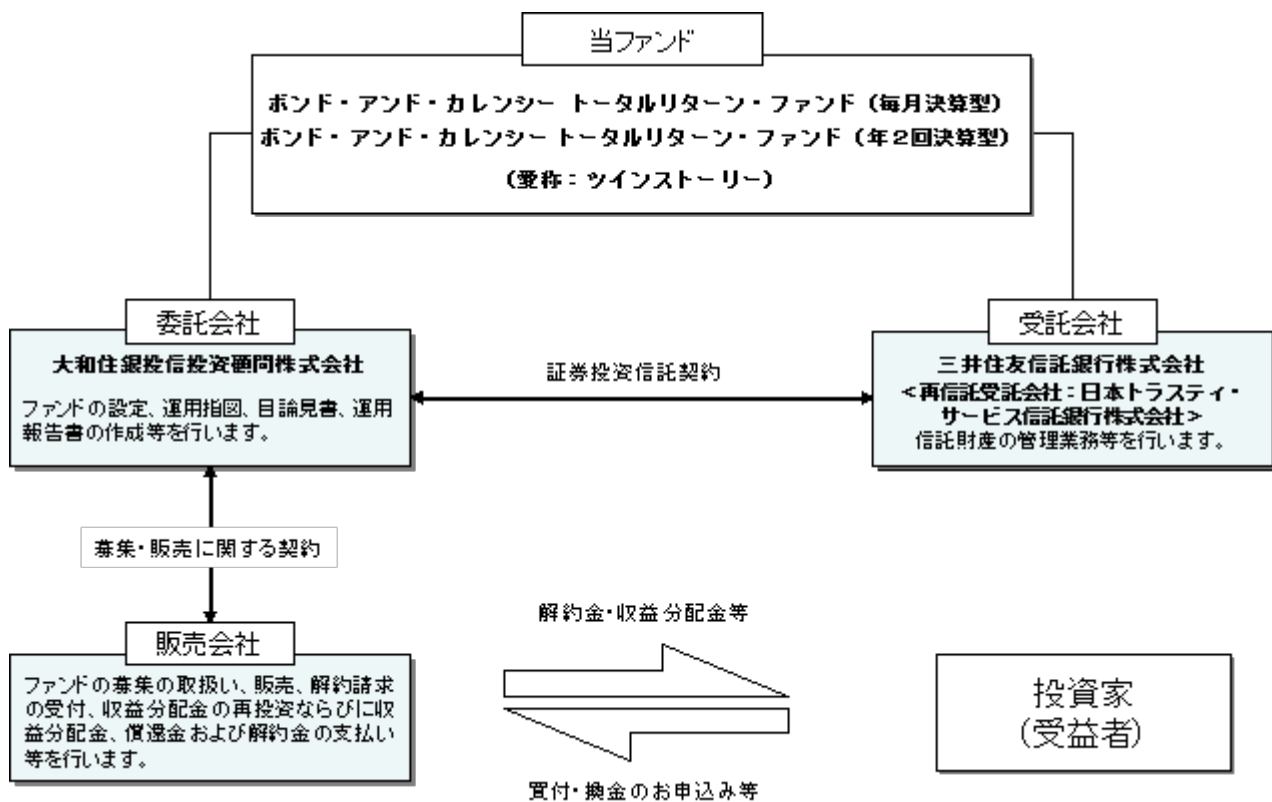 当ファンド
ボンド・アンド・カレンシー トータルリターン・ファンド（毎月決算型）
ボンド・アンド・カレンシー トータルリターン・ファンド（年２回決算型）
（愛称：ツインストーリー）
委託会社
大和住銀投信投資顧問株式会社
ファンドの設定、運用指図、目論見書、運用
報告書の作成等を行います。
証券投資信託契約
受託会社
三井住友信託銀行株式会社
＜再信託受託会社：日本トラスティ・
サービス信託銀行株式会社＞
信託財産の管理業務等を行います。
募集・販売に関する契約
販売会社
ファンドの募集の取扱い、販売、解約請求
の受付、収益分配金の再投資ならびに収
益分配金、償還金および解約金の支払い
等を行います。
解約金・収益分配金等
買付・換金のお申込み等
投資家
（受益者）